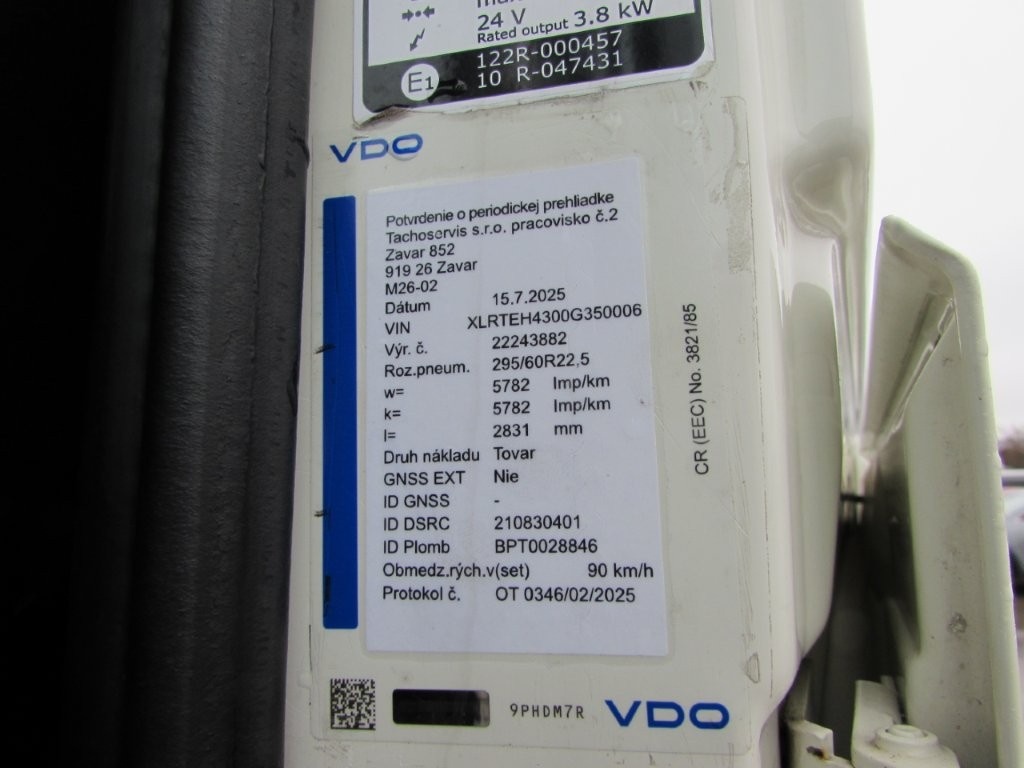 24 V
Rated output 3.8 kW
122R-000457
E1 10 R-047431
VDO
Potvrdenie o periodickej prehliadke
Tachoservis s.r.o. pracovisko č.2
Zavar 852
919 26 Zavar
M26-02
Dátum 15.7.2025
VIN XLRTEH4300G350006
Výr. č. 22243882
Roz.pneum. 295/60R22,5
w= 5782 Imp/km
k= 5782 Imp/km
l= 2831 mm
Druh nákladu Tovar
GNSS EXT Nie
ID GNSS -
ID DSRC 210830401
ID Plomb BPT0028846
Obmedz.rých.v(set) 90 km/h
Protokol č. OT 0346/02/2025
CR (EEC) No. 3821/85
9PHDM7R VDO